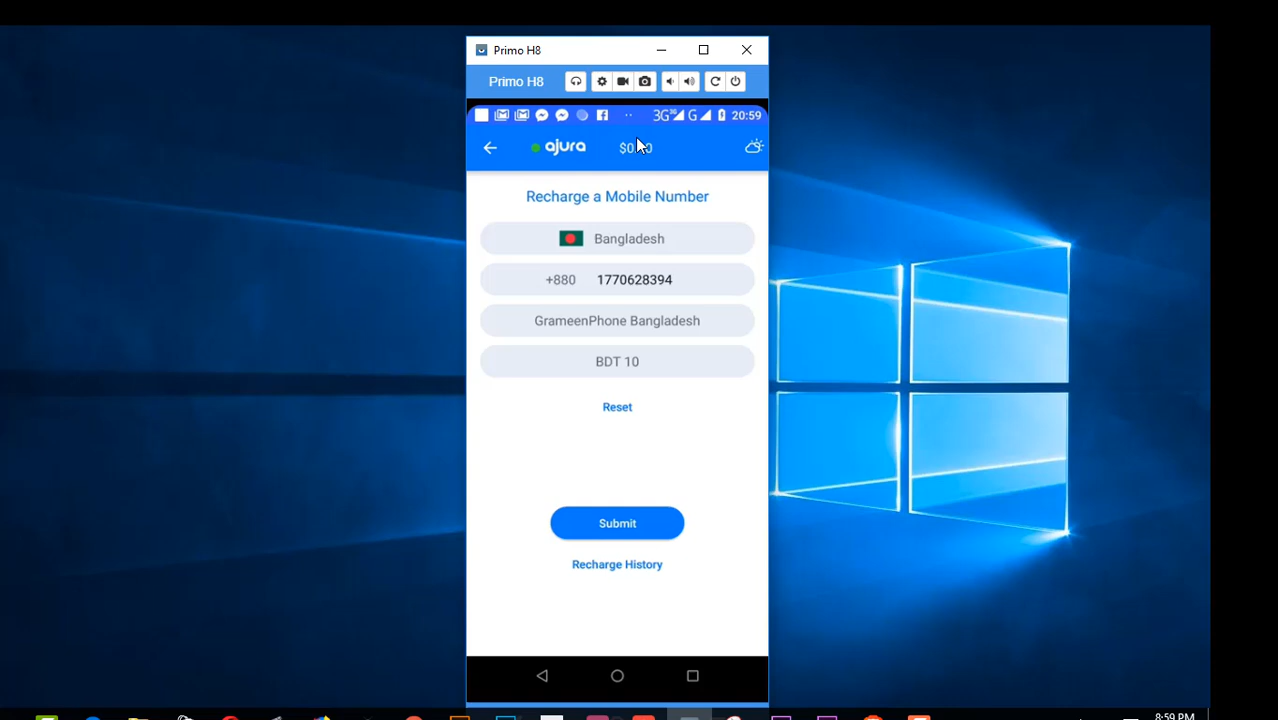 Primo H8
Primo H8
3G G 20:59
ajura
Recharge a Mobile Number
Bangladesh
+880 1770628394
GrameenPhone Bangladesh
BDT 10
Reset
Submit
Recharge History
8:59 PM